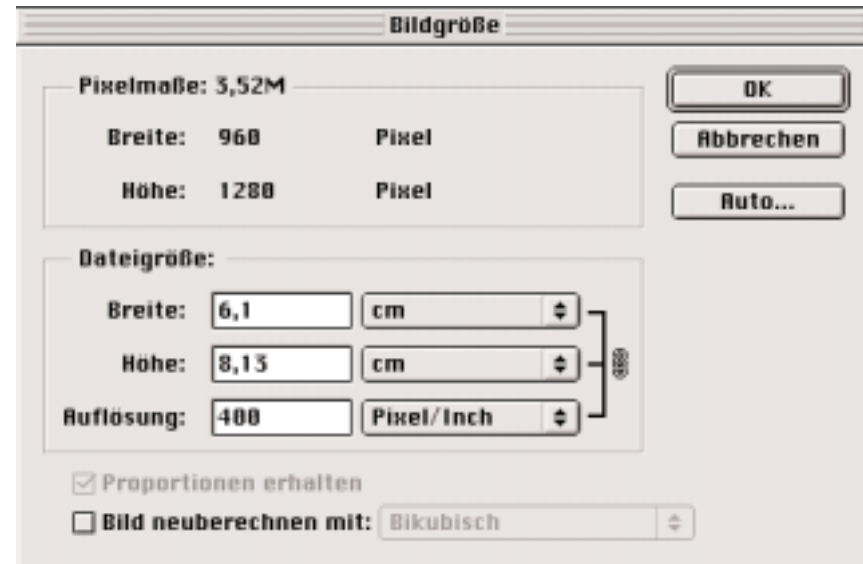 Bildgröße
Pixelmaße: 3,52M
OK
Breite: 960 Pixel
Abbrechen
Höhe: 1280 Pixel
Auto...
Dateigröße:
Breite: 6,1 cm
Höhe: 8,13 cm
Auflösung: 400 Pixel/Inch
Proportionen erhalten
Bild neuberechnen mit: Bikubisch